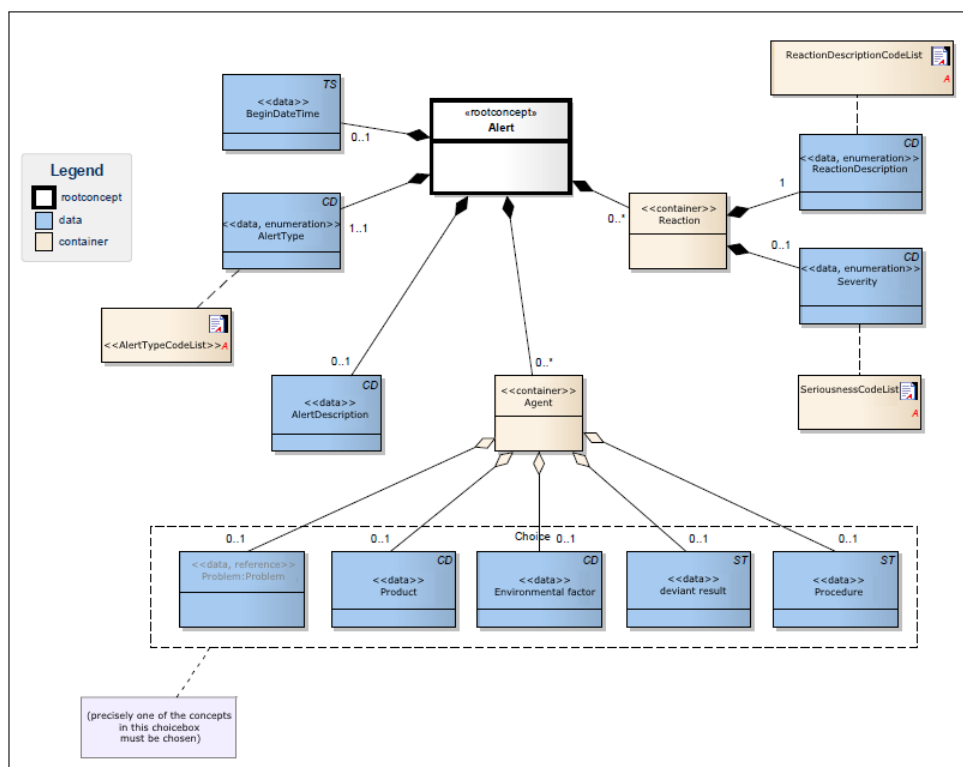 ReactionDescriptionCodeList
A
TS
<<data>>
BeginDateTime
0..1
«rootconcept»
Alert
Legend
rootconcept
data
container
CD
<<data, enumeration>>
AlertType
1..1
<<AlertTypeCodeList>>
A
0..*
<<container>>
Reaction
1
CD
<<data, enumeration>>
ReactionDescription
0..1
CD
<<data, enumeration>>
Severity
SeriousnessCodeList
A
0..1
CD
<<data>>
AlertDescription
0..*
<<container>>
Agent
Choice
0..1
<<data, reference>>
Problem:Problem
0..1
CD
<<data>>
Product
0..1
CD
<<data>>
Environmental factor
0..1
ST
<<data>>
deviant result
0..1
ST
<<data>>
Procedure
(precisely one of the concepts
in this choicebox
must be chosen)